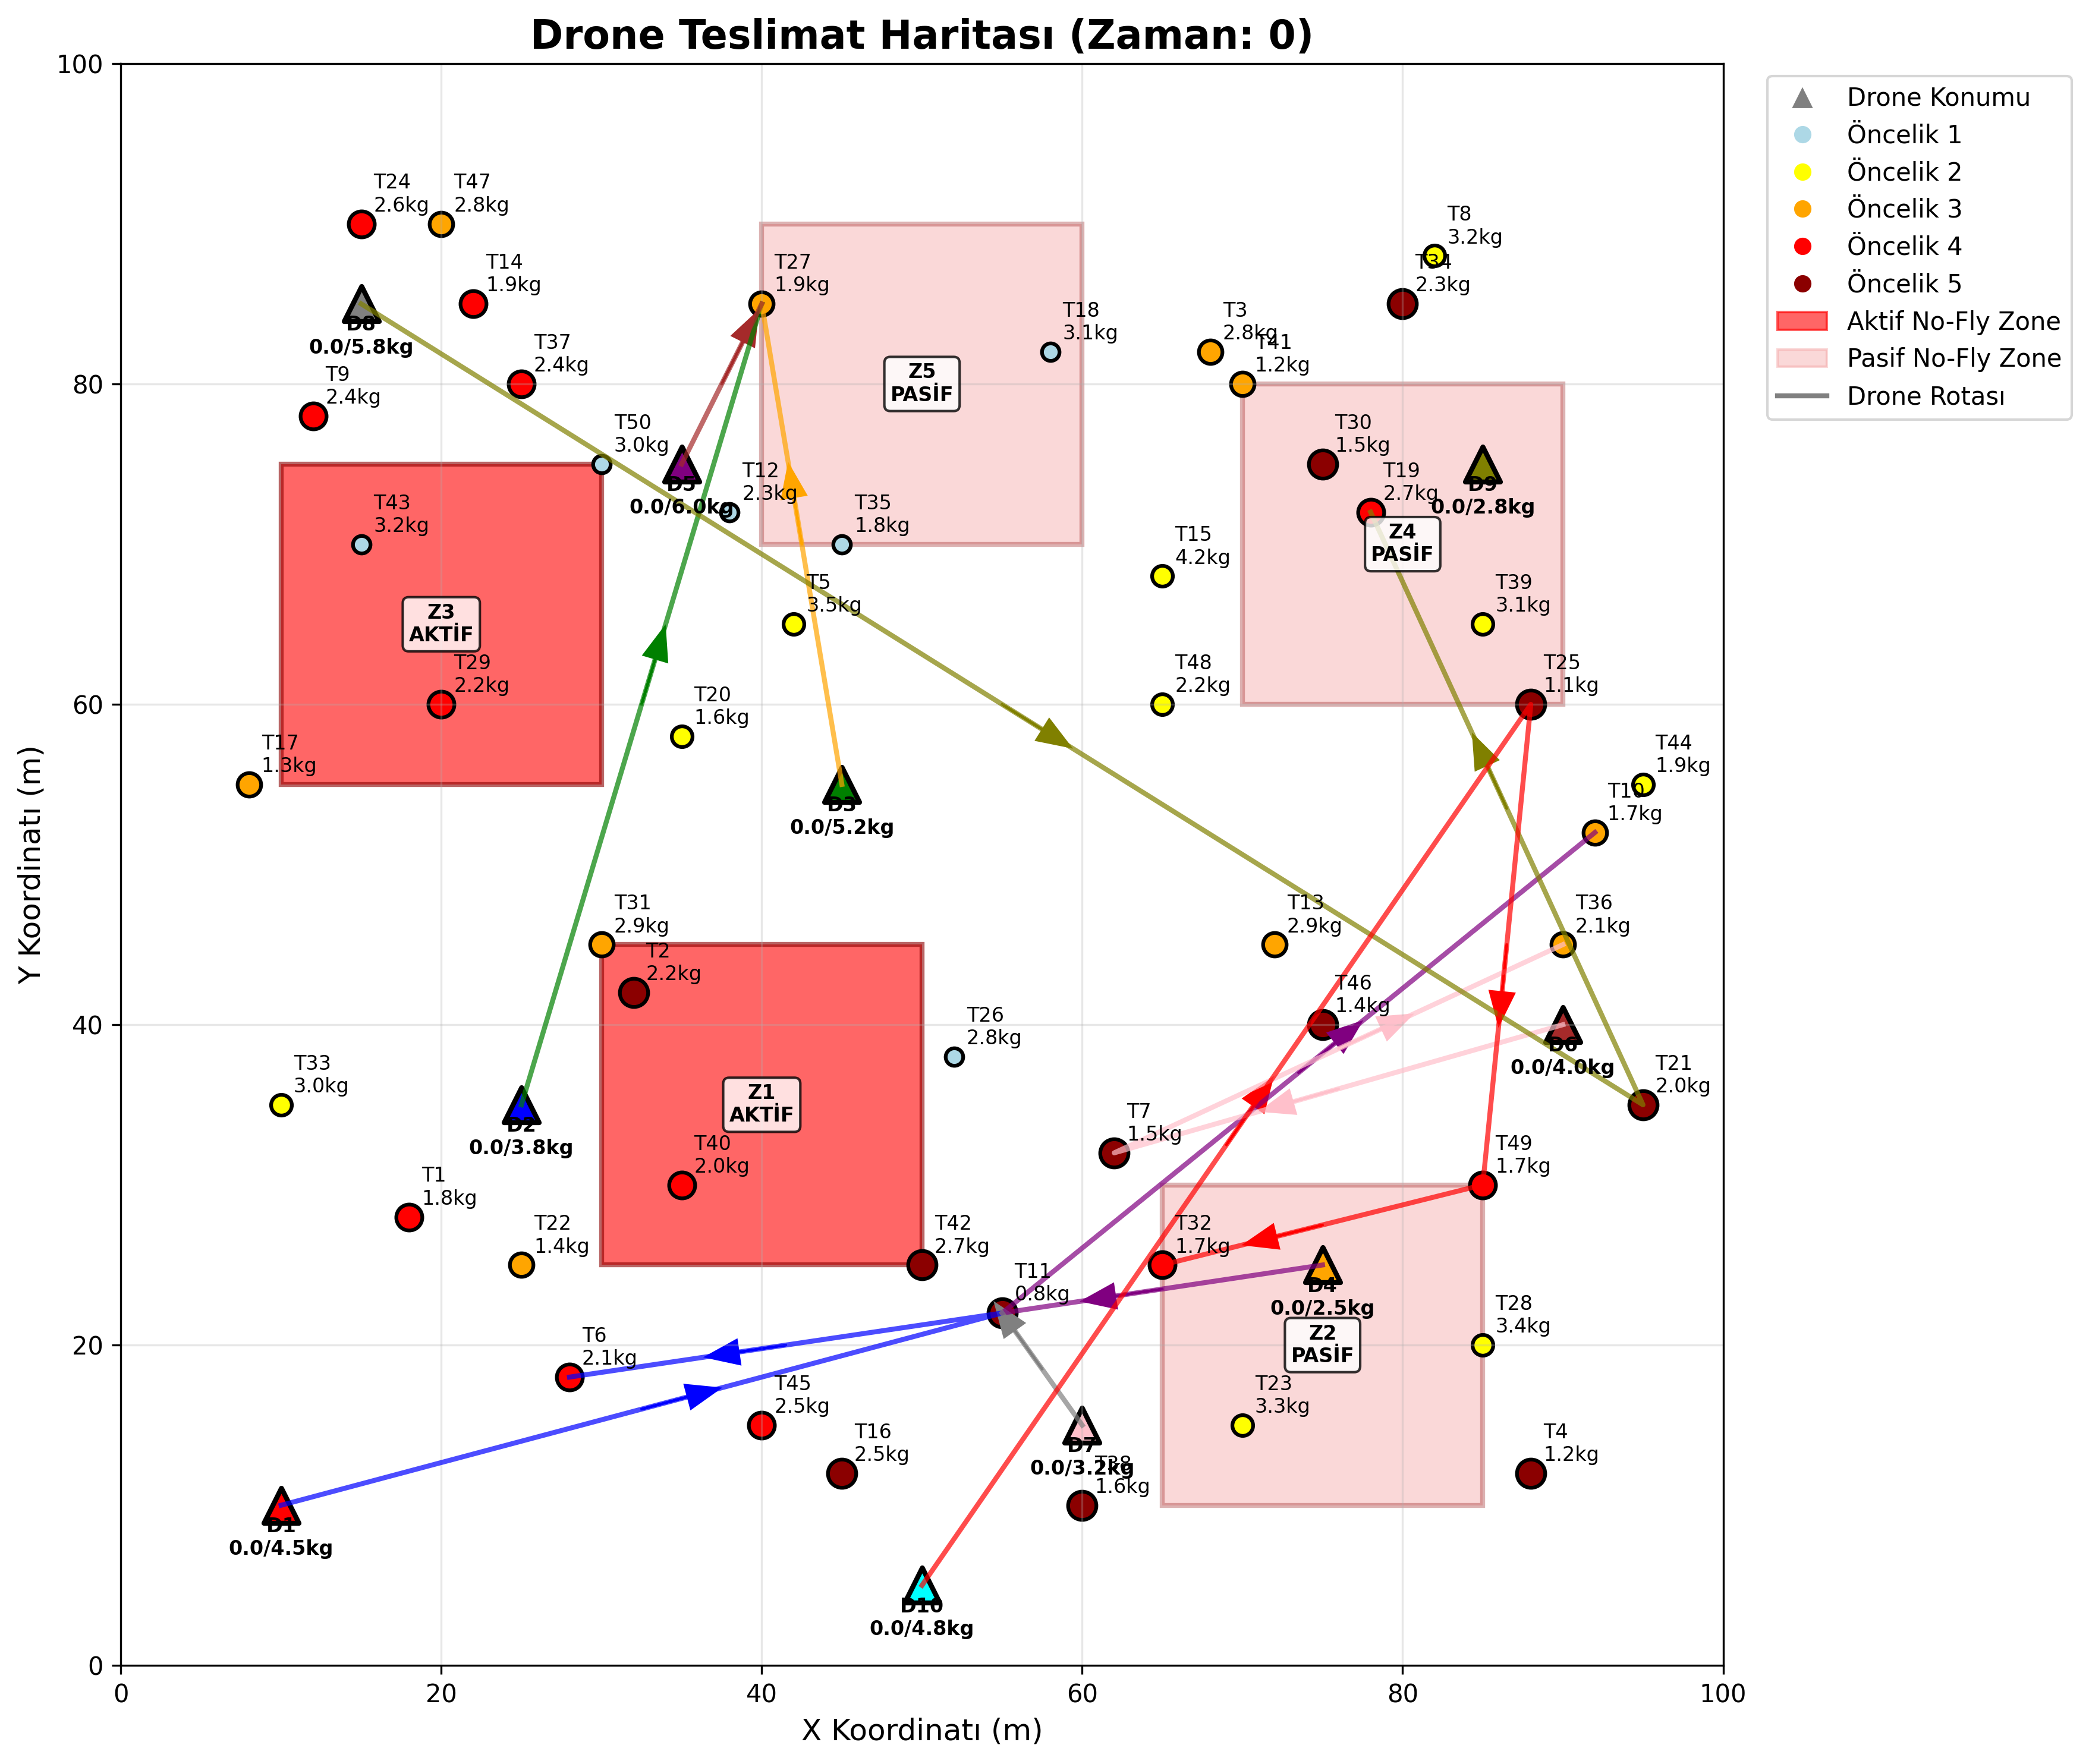 Drone Teslimat Haritası (Zaman: 0)
100
80
60
40
20
0
0
20
40
60
80
100
Y Koordinatı (m)
X Koordinatı (m)
Drone Konumu
Öncelik 1
Öncelik 2
Öncelik 3
Öncelik 4
Öncelik 5
Aktif No-Fly Zone
Pasif No-Fly Zone
Drone Rotası
T24
2.6kg
T47
2.8kg
T14
1.9kg
D8
0.0/5.8kg
T37
2.4kg
T9
2.4kg
T27
1.9kg
T18
3.1kg
Z5
PASİF
T8
3.2kg
T34
2.3kg
T3
2.8kg
T41
1.2kg
T50
3.0kg
D5
0.0/6.0kg
T12
2.3kg
T35
1.8kg
T30
1.5kg
T19
2.7kg
D9
0.0/2.8kg
Z4
PASİF
T43
3.2kg
T15
4.2kg
Z3
AKTİF
T5
3.5kg
T39
3.1kg
T29
2.2kg
T20
1.6kg
T48
2.2kg
T25
1.1kg
T17
1.3kg
D3
0.0/5.2kg
T44
1.9kg
T10
1.7kg
T31
2.9kg
T2
2.2kg
T13
2.9kg
T36
2.1kg
T46
1.4kg
T26
2.8kg
D6
0.0/4.0kg
T33
3.0kg
D2
0.0/3.8kg
Z1
AKTİF
T21
2.0kg
T7
1.5kg
T40
2.0kg
T49
1.7kg
T1
1.8kg
T22
1.4kg
T42
2.7kg
T32
1.7kg
T11
0.8kg
D4
0.0/2.5kg
T28
3.4kg
Z2
PASİF
T6
2.1kg
T45
2.5kg
T23
3.3kg
T16
2.5kg
D7
0.0/3.2kg
T38
1.6kg
T4
1.2kg
D1
0.0/4.5kg
D10
0.0/4.8kg